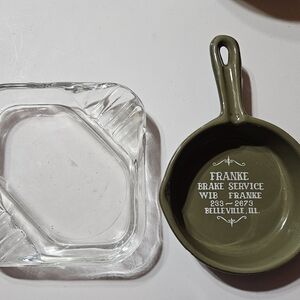 FRANKE
BRAKE SERVICE
WIB FRANKE
233 ~ 2673
BELLEVILLE, ILL.